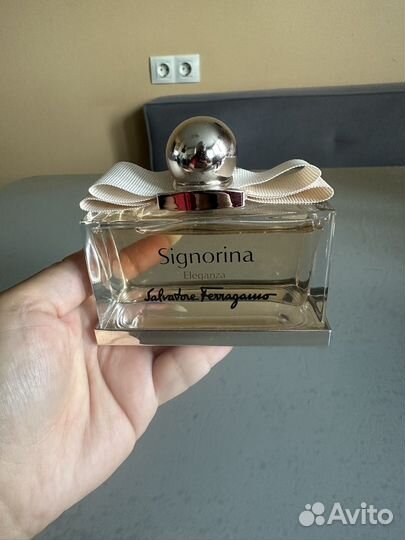 Signorina
Eleganza
Salvatore Ferragamo
Avito